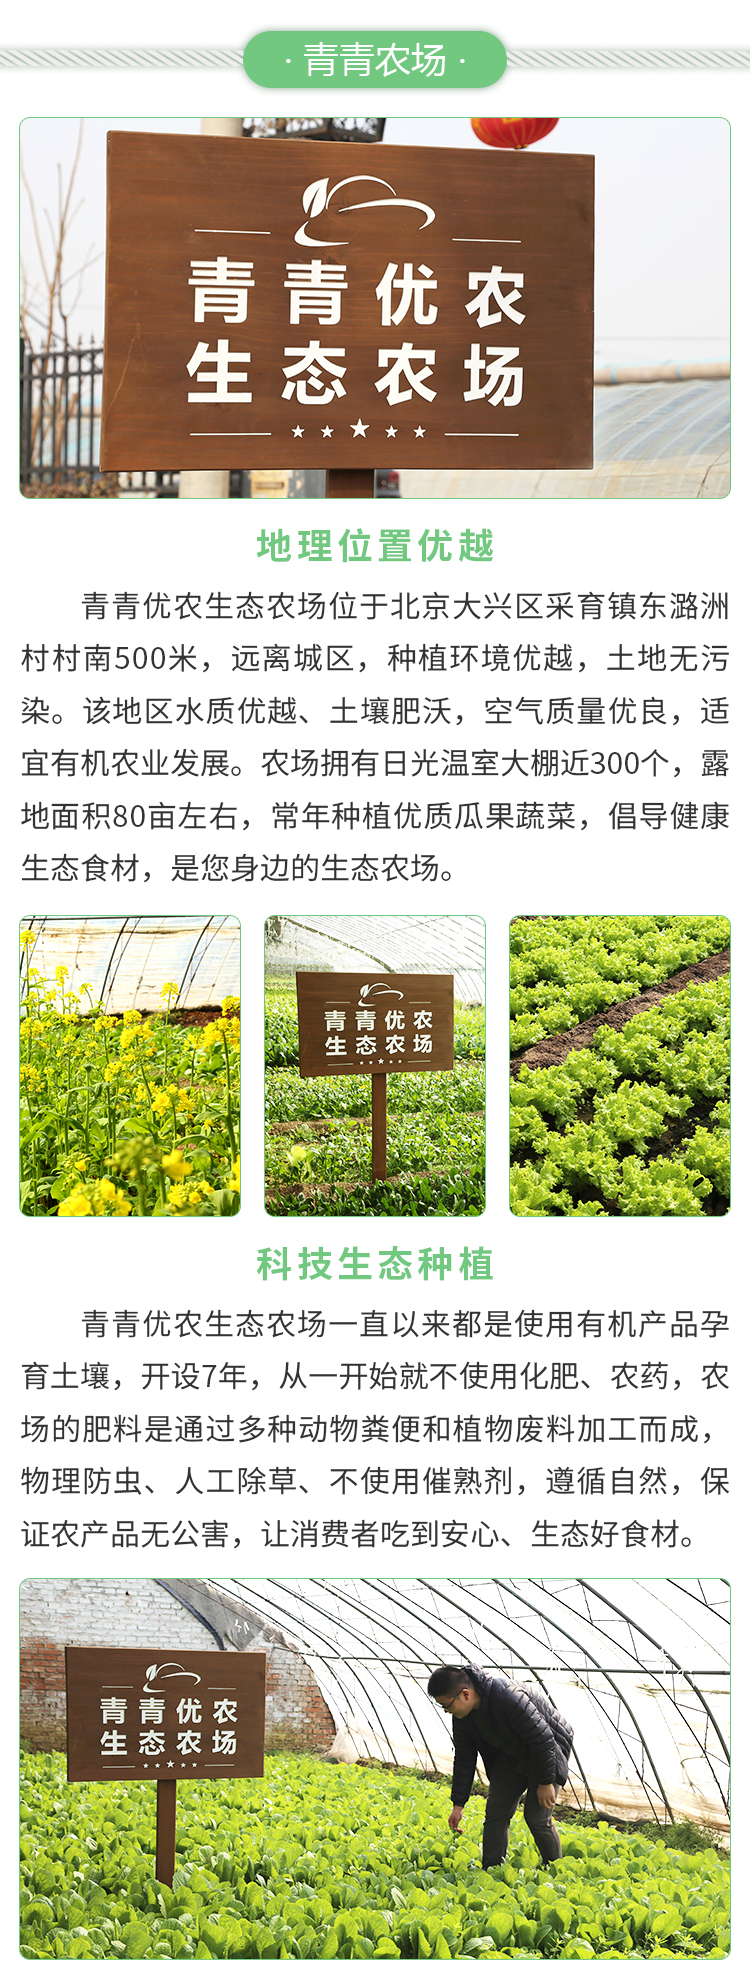 · 青青农场 ·
青青优农
生态农场
地理位置优越
青青优农生态农场位于北京大兴区采育镇东潞洲
村村南500米，远离城区，种植环境优越，土地无污
染。该地区水质优越、土壤肥沃，空气质量优良，适
宜有机农业发展。农场拥有日光温室大棚近300个，露
地面积80亩左右，常年种植优质瓜果蔬菜，倡导健康
生态食材，是您身边的生态农场。
青青优农
生态农场
科技生态种植
青青优农生态农场一直以来都是使用有机产品孕
育土壤，开设7年，从一开始就不使用化肥、农药，农
场的肥料是通过多种动物粪便和植物废料加工而成，
物理防虫、人工除草、不使用催熟剂，遵循自然，保
证农产品无公害，让消费者吃到安心、生态好食材。
青青优农
生态农场